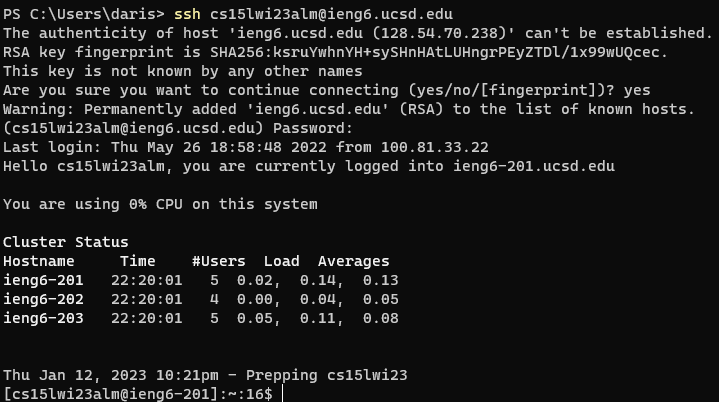 PS C:\Users\daris> ssh cs15lwi23alm@ieng6.ucsd.edu
The authenticity of host 'ieng6.ucsd.edu (128.54.70.238)' can't be established.
RSA key fingerprint is SHA256:ksruYwhnYH+sySHnHAtLUHngrPEyZTDl/1x99wUQcec.
This key is not known by any other names
Are you sure you want to continue connecting (yes/no/[fingerprint])? yes
Warning: Permanently added 'ieng6.ucsd.edu' (RSA) to the list of known hosts.
(cs15lwi23alm@ieng6.ucsd.edu) Password:
Last login: Thu May 26 18:58:48 2022 from 100.81.33.22
Hello cs15lwi23alm, you are currently logged into ieng6-201.ucsd.edu
You are using 0% CPU on this system
Cluster Status
Hostname     Time    #Users  Load  Averages
ieng6-201   22:20:01   5  0.02,  0.14,  0.13
ieng6-202   22:20:01   4  0.00,  0.04,  0.05
ieng6-203   22:20:01   5  0.05,  0.11,  0.08
Thu Jan 12, 2023 10:21pm - Prepping cs15lwi23
[cs15lwi23alm@ieng6-201]:~:16$